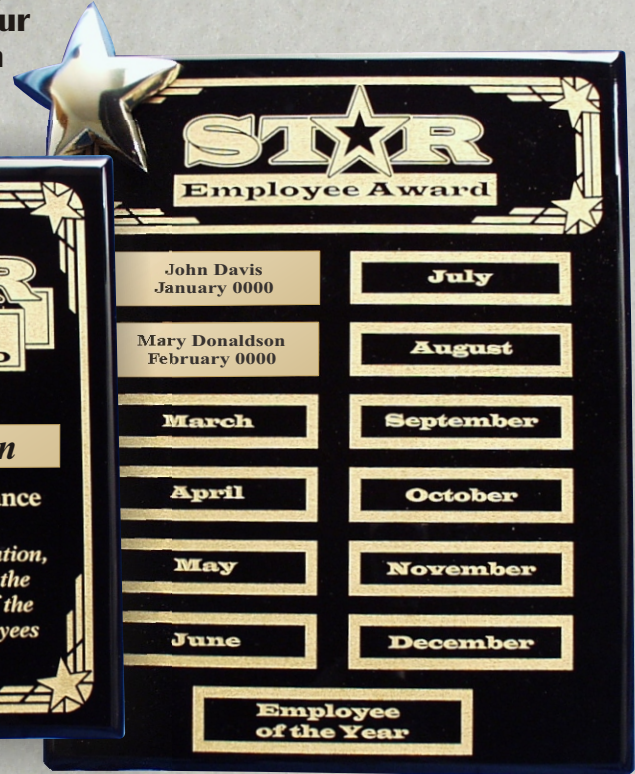 ur
STAR
Employee Award
John Davis
January 0000
July
Mary Donaldson
February 0000
August
March
September
April
October
May
November
June
December
Employee
of the Year
R
n
ance
ation,
the
the
yees